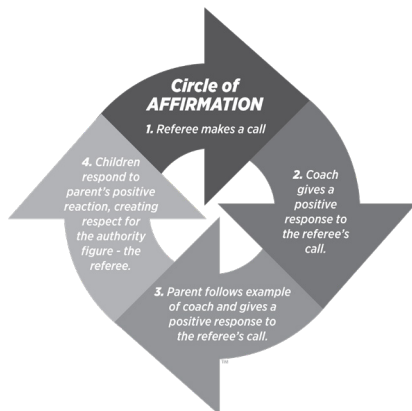 Circle of
AFFIRMATION
1. Referee makes a call
2. Coach
gives a
positive
response to
the referee's
call.
3. Parent follows example
of coach and gives a
positive response to
the referee's call.
4. Children
respond to
parent's positive
reaction, creating
respect for
the authority
figure - the
referee.
TM